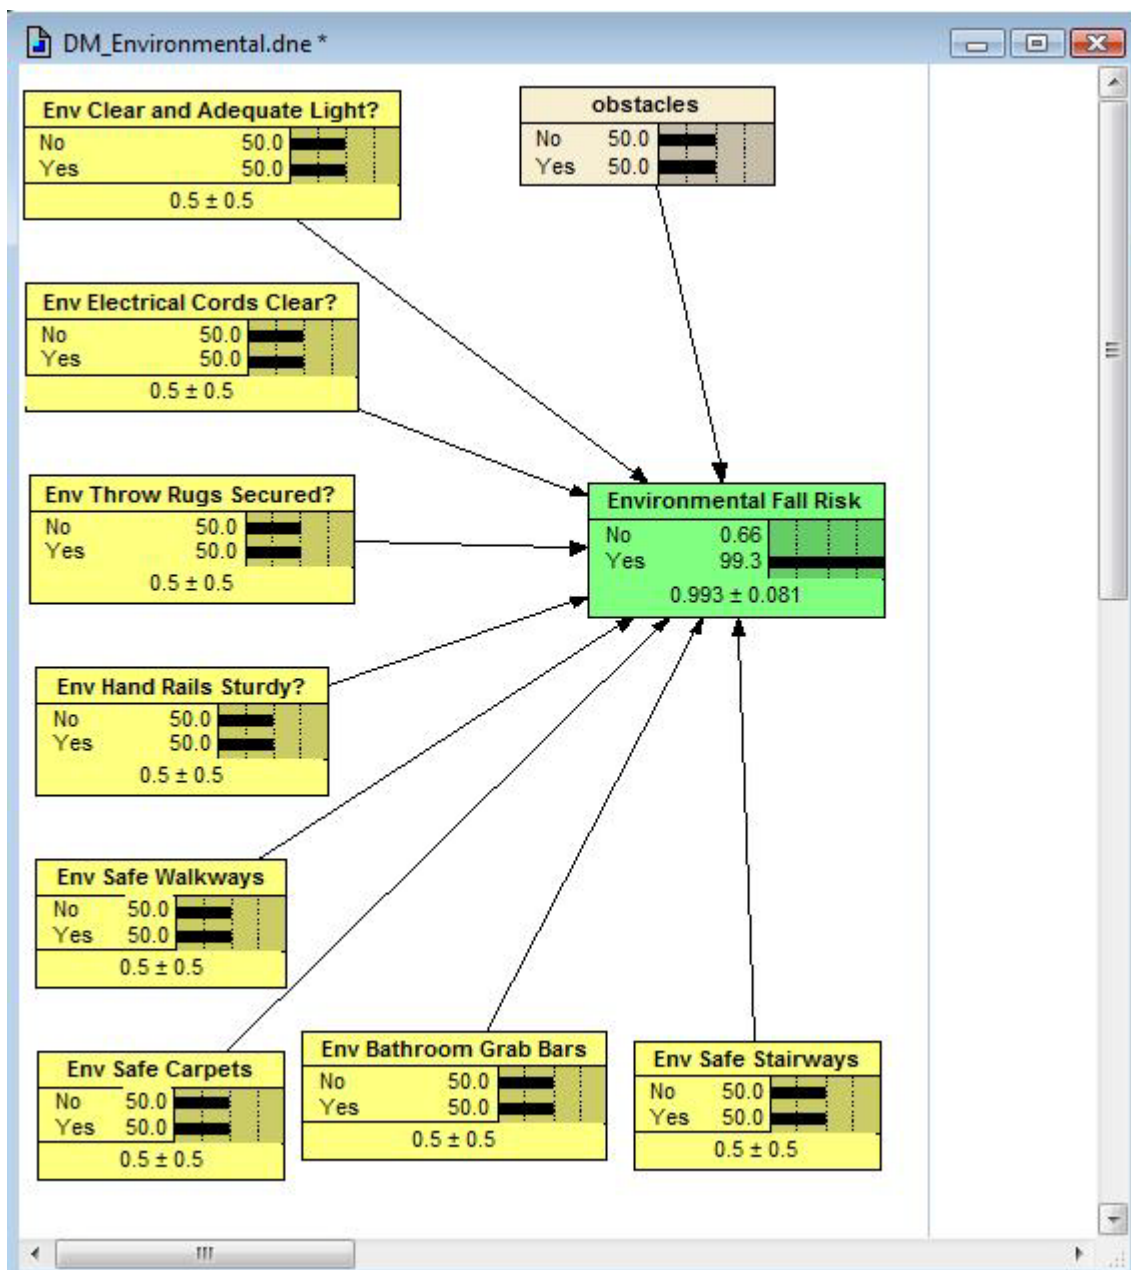 DM_Environmental.dne *
Env Clear and Adequate Light?
No 50.0
Yes 50.0
0.5 ± 0.5
obstacles
No 50.0
Yes 50.0
Env Electrical Cords Clear?
No 50.0
Yes 50.0
0.5 ± 0.5
Env Throw Rugs Secured?
No 50.0
Yes 50.0
0.5 ± 0.5
Environmental Fall Risk
No 0.66
Yes 99.3
0.993 ± 0.081
Env Hand Rails Sturdy?
No 50.0
Yes 50.0
0.5 ± 0.5
Env Safe Walkways
No 50.0
Yes 50.0
0.5 ± 0.5
Env Safe Carpets
No 50.0
Yes 50.0
0.5 ± 0.5
Env Bathroom Grab Bars
No 50.0
Yes 50.0
0.5 ± 0.5
Env Safe Stairways
No 50.0
Yes 50.0
0.5 ± 0.5